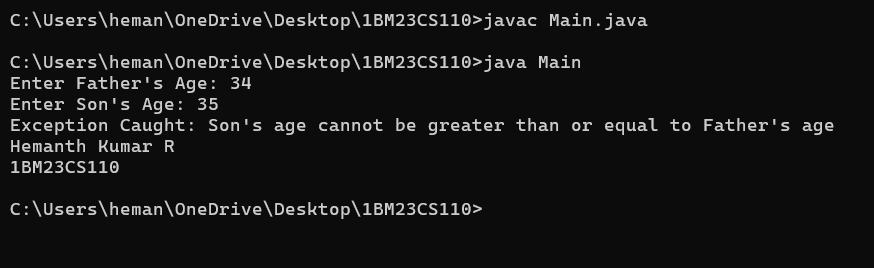 C:\Users\heman\OneDrive\Desktop\1BM23CS110>javac Main.java
C:\Users\heman\OneDrive\Desktop\1BM23CS110>java Main
Enter Father's Age: 34
Enter Son's Age: 35
Exception Caught: Son's age cannot be greater than or equal to Father's age
Hemanth Kumar R
1BM23CS110
C:\Users\heman\OneDrive\Desktop\1BM23CS110>